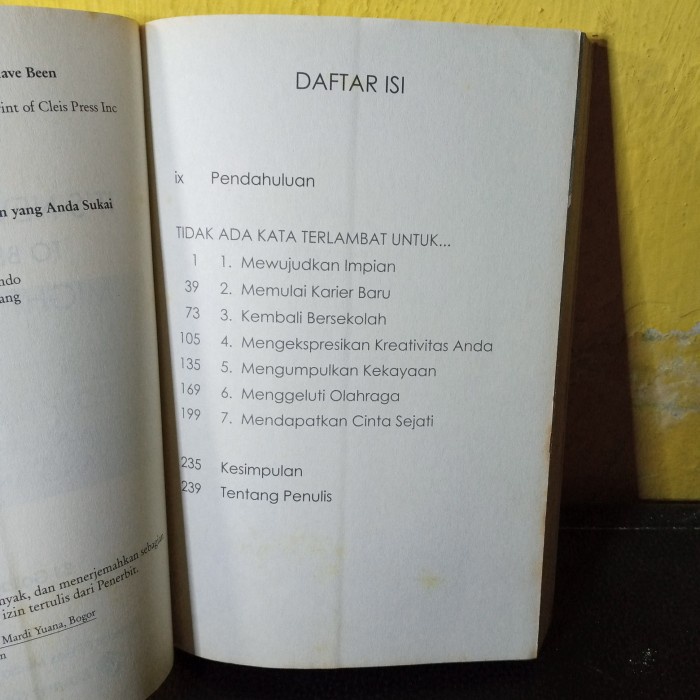 ave Been
int of Cleis Press Inc
n yang Anda Sukai
ndo
ang
nyak, dan menerjemahkan sebagian
izin tertulis dari Penerbit.
Mardi Yuana, Bogor
n
DAFTAR ISI
ix Pendahuluan
TIDAK ADA KATA TERLAMBAT UNTUK...
1 1. Mewujudkan Impian
39 2. Memulai Karier Baru
73 3. Kembali Bersekolah
105 4. Mengekspresikan Kreativitas Anda
135 5. Mengumpulkan Kekayaan
169 6. Menggeluti Olahraga
199 7. Mendapatkan Cinta Sejati
235 Kesimpulan
239 Tentang Penulis